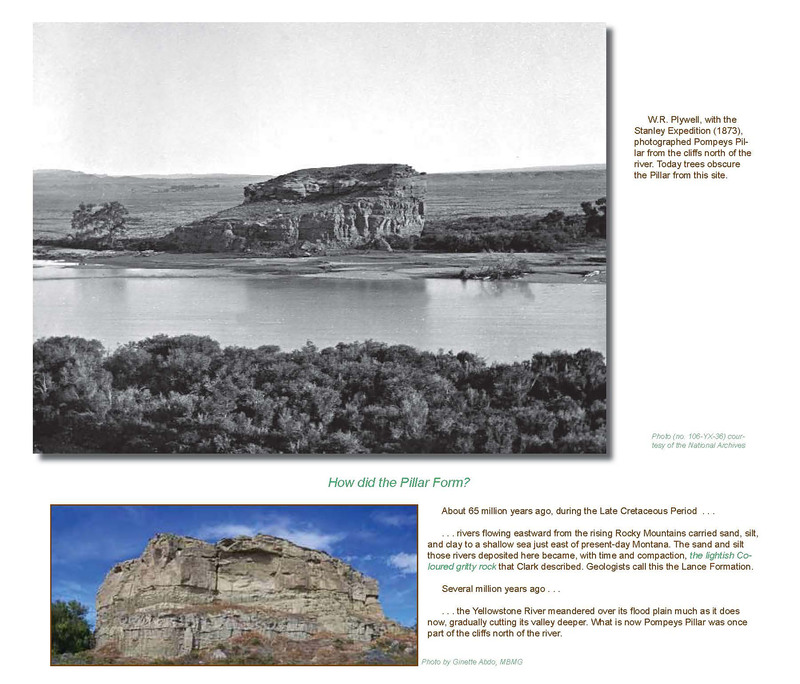 W.R. Plywell, with the
Stanley Expedition (1873),
photographed Pompeys Pil-
lar from the cliffs north of the
river. Today trees obscure
the Pillar from this site.
Photo (no. 106-YX-36) cour-
tesy of the National Archives
How did the Pillar Form?
About 65 million years ago, during the Late Cretaceous Period . . .
. . . rivers flowing eastward from the rising Rocky Mountains carried sand, silt,
and clay to a shallow sea just east of present-day Montana. The sand and silt
those rivers deposited here became, with time and compaction, the lightish Co-
loured gritty rock that Clark described. Geologists call this the Lance Formation.
Several million years ago . . .
. . . the Yellowstone River meandered over its flood plain much as it does
now, gradually cutting its valley deeper. What is now Pompeys Pillar was once
part of the cliffs north of the river.
Photo by Ginette Abdo, MBMG